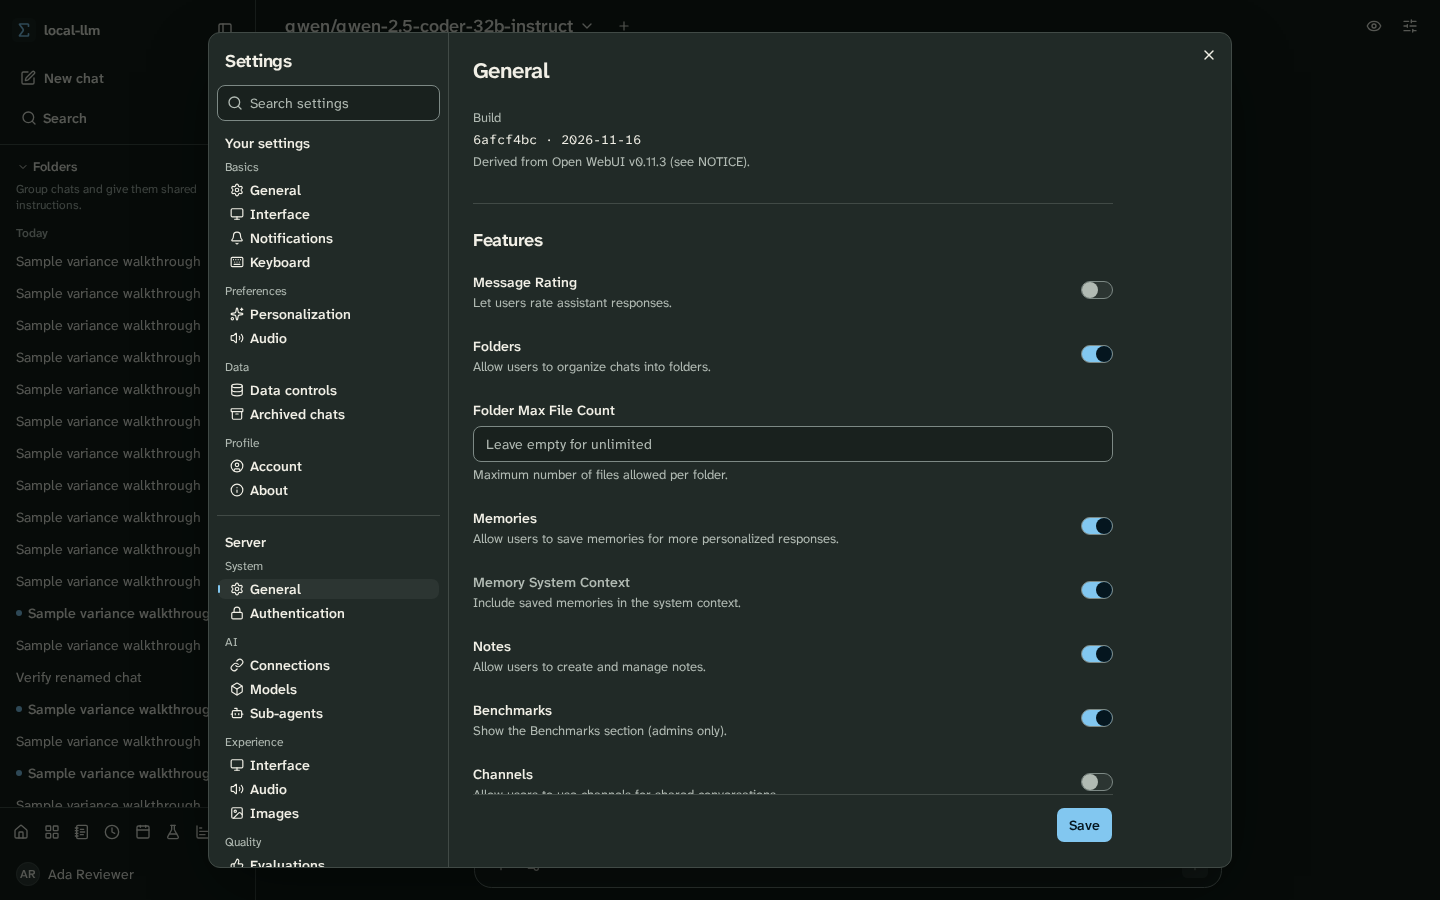 local-llm
qwen/qwen-2.5-coder-32b-instruct
New chat
Search
Folders
Group chats and give them shared
instructions.
Today
Sample variance walkthrough
Sample variance walkthrough
Sample variance walkthrough
Sample variance walkthrough
Sample variance walkthrough
Sample variance walkthrough
Sample variance walkthrough
Sample variance walkthrough
Sample variance walkthrough
Sample variance walkthrough
Sample variance walkthroug
Sample variance walkthrough
Verify renamed chat
Sample variance walkthroug
Sample variance walkthrough
Sample variance walkthroug
Sample variance walkthrough
AR
Ada Reviewer
Settings
Search settings
Your settings
Basics
General
Interface
Notifications
Keyboard
Preferences
Personalization
Audio
Data
Data controls
Archived chats
Profile
Account
About
Server
System
General
Authentication
AI
Connections
Models
Sub-agents
Experience
Interface
Audio
Images
Quality
Evaluations
General
Build
6afcf4bc · 2026-11-16
Derived from Open WebUI v0.11.3 (see NOTICE).
Features
Message Rating
Let users rate assistant responses.
Folders
Allow users to organize chats into folders.
Folder Max File Count
Leave empty for unlimited
Maximum number of files allowed per folder.
Memories
Allow users to save memories for more personalized responses.
Memory System Context
Include saved memories in the system context.
Notes
Allow users to create and manage notes.
Benchmarks
Show the Benchmarks section (admins only).
Channels
Allow users to use channels for shared conversations.
Save